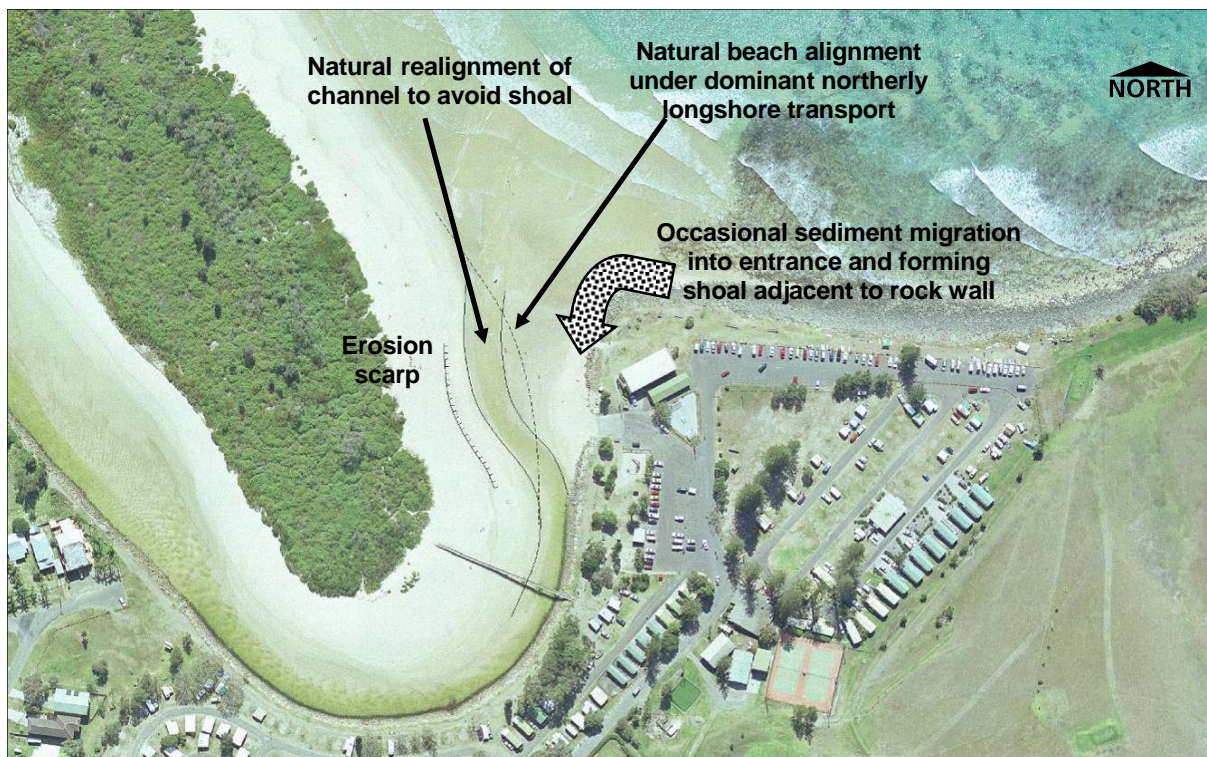 Natural realignment of
channel to avoid shoal
Natural beach alignment
under dominant northerly
longshore transport
NORTH
Occasional sediment migration
into entrance and forming
shoal adjacent to rock wall
Erosion
scarp